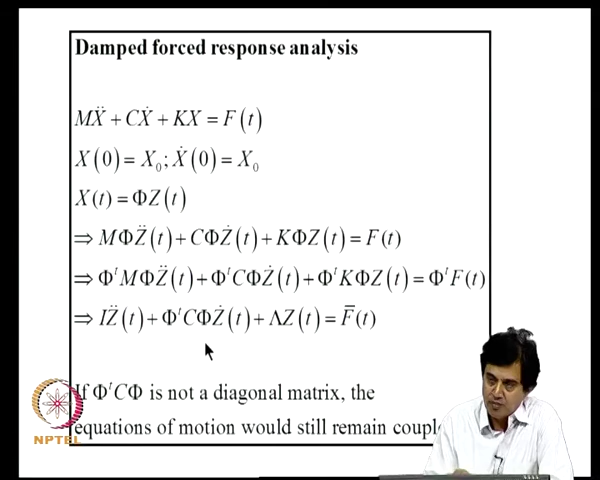 Damped forced response analysis
MẌ + CẊ + KX = F(t)
X(0) = X₀; Ẋ(0) = X₀
X(t) = ΦZ(t)
⇒ MΦZ̈(t) + CΦŻ(t) + KΦZ(t) = F(t)
⇒ ΦᵗMΦZ̈(t) + ΦᵗCΦŻ(t) + ΦᵗKΦZ(t) = ΦᵗF(t)
⇒ IZ̈(t) + ΦᵗCΦŻ(t) + ΛZ(t) = F̅(t)
If ΦᵗCΦ is not a diagonal matrix, the
equations of motion would still remain
NPTEL